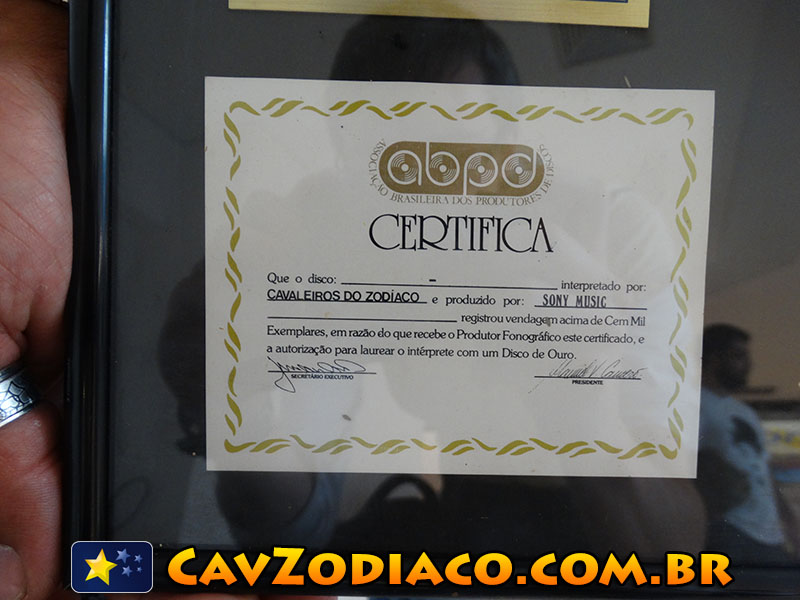 abpd
ASSOCIAÇÃO BRASILEIRA DOS PRODUTORES DE DISCOS
CERTIFICA
Que o disco: - interpretado por:
CAVALEIROS DO ZODÍACO e produzido por: SONY MUSIC
registrou vendagem acima de Cem Mil
Exemplares, em razão do que recebe o Produtor Fonográfico este certificado, e
a autorização para laurear o intérprete com um Disco de Ouro.
SECRETÁRIO EXECUTIVO
PRESIDENTE
CAVZODIACO.COM.BR